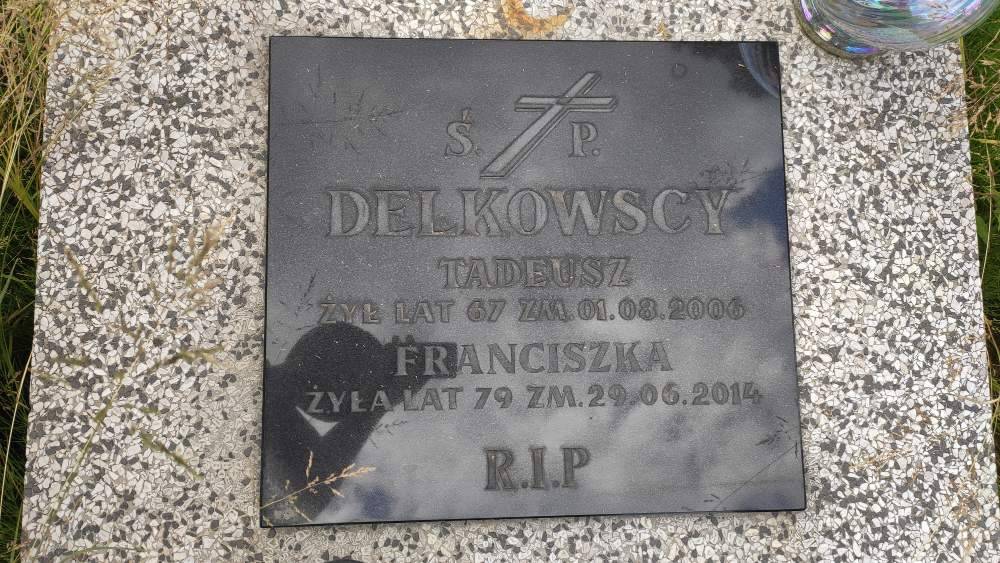 Ś. P.
DELKOWSCY
TADEUSZ
ŻYŁ LAT 67 ZM. 01.08.2006
FRANCISZKA
ŻYŁA LAT 79 ZM. 29.06.2014
R.I.P